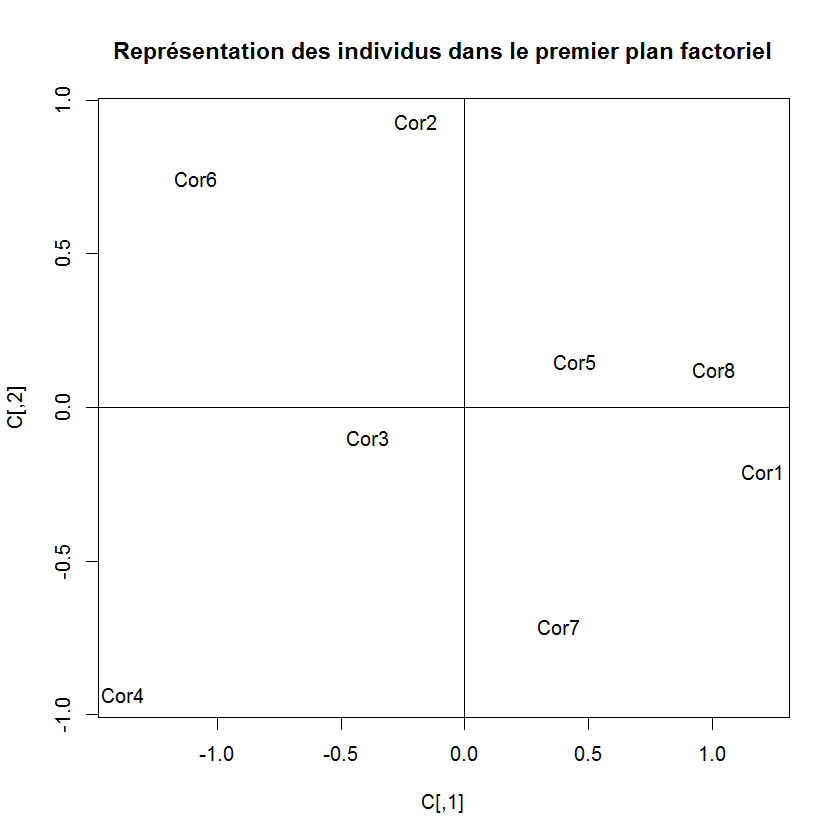 Représentation des individus dans le premier plan factoriel
1.0
Cor2
Cor6
0.5
Cor5
Cor8
C[,2]
0.0
Cor3
Cor1
-0.5
Cor7
Cor4
-1.0
-1.0 -0.5 0.0 0.5 1.0
C[,1]